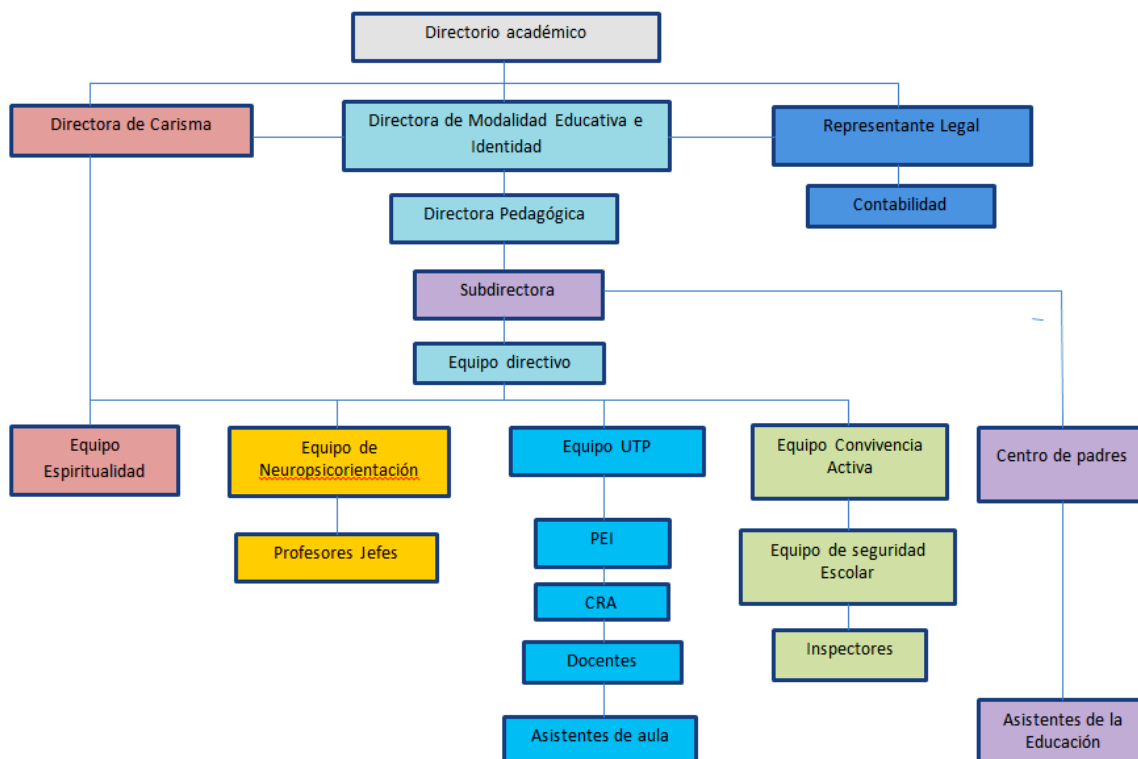 Directorio académico
Directora de Carisma
Directora de Modalidad Educativa e
Identidad
Representante Legal
Contabilidad
Directora Pedagógica
Subdirectora
Equipo directivo
Equipo
Espiritualidad
Equipo de
Neuropsicorientación
Equipo UTP
Equipo Convivencia
Activa
Centro de padres
Profesores Jefes
PEI
Equipo de seguridad
Escolar
CRA
Docentes
Inspectores
Asistentes de aula
Asistentes de la
Educación